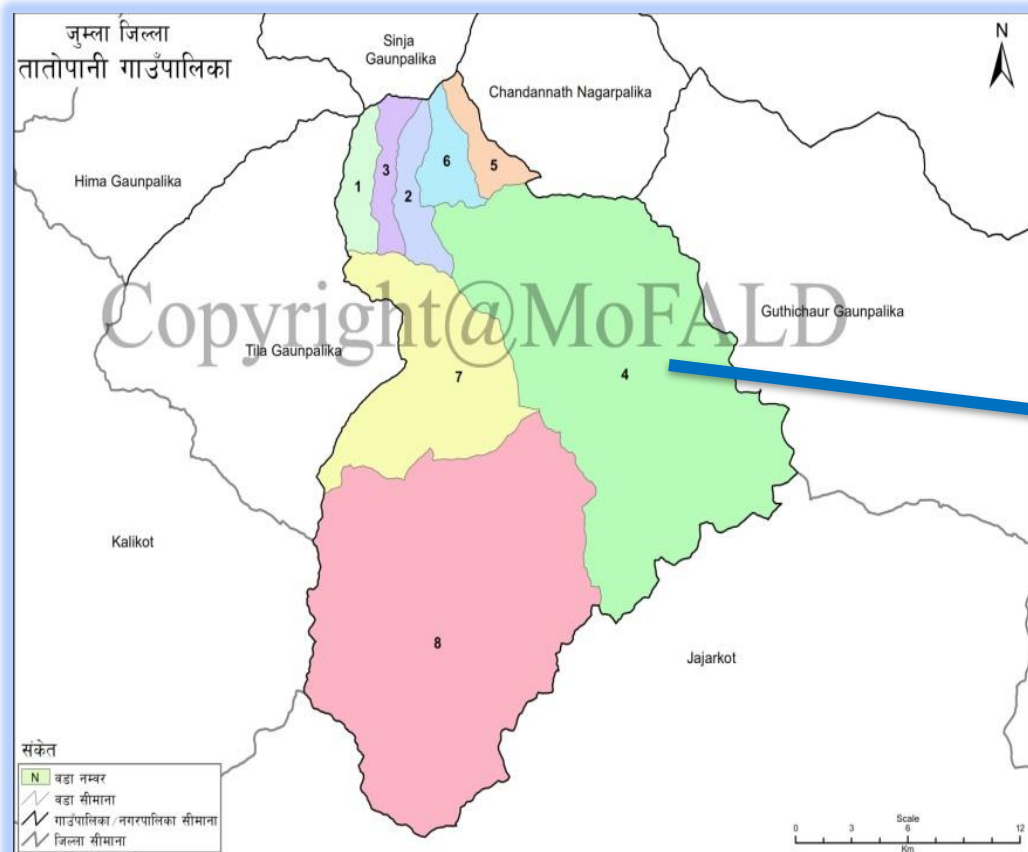 जुम्ला जिल्ला
तातोपानी गाउँपालिका
Sinja
Gaunpalika
N
Chandannath Nagarpalika
Hima Gaunpalika
1
3
2
6
5
Copyright@MoFALD
Guthichaur Gaunpalika
Tila Gaunpalika
7
4
Kalikot
8
Jajarkot
संकेत
N वडा नम्बर
वडा सीमाना
गाउँपालिका/नगरपालिका सीमाना
जिल्ला सीमाना
Scale
0 3 6 12
Km